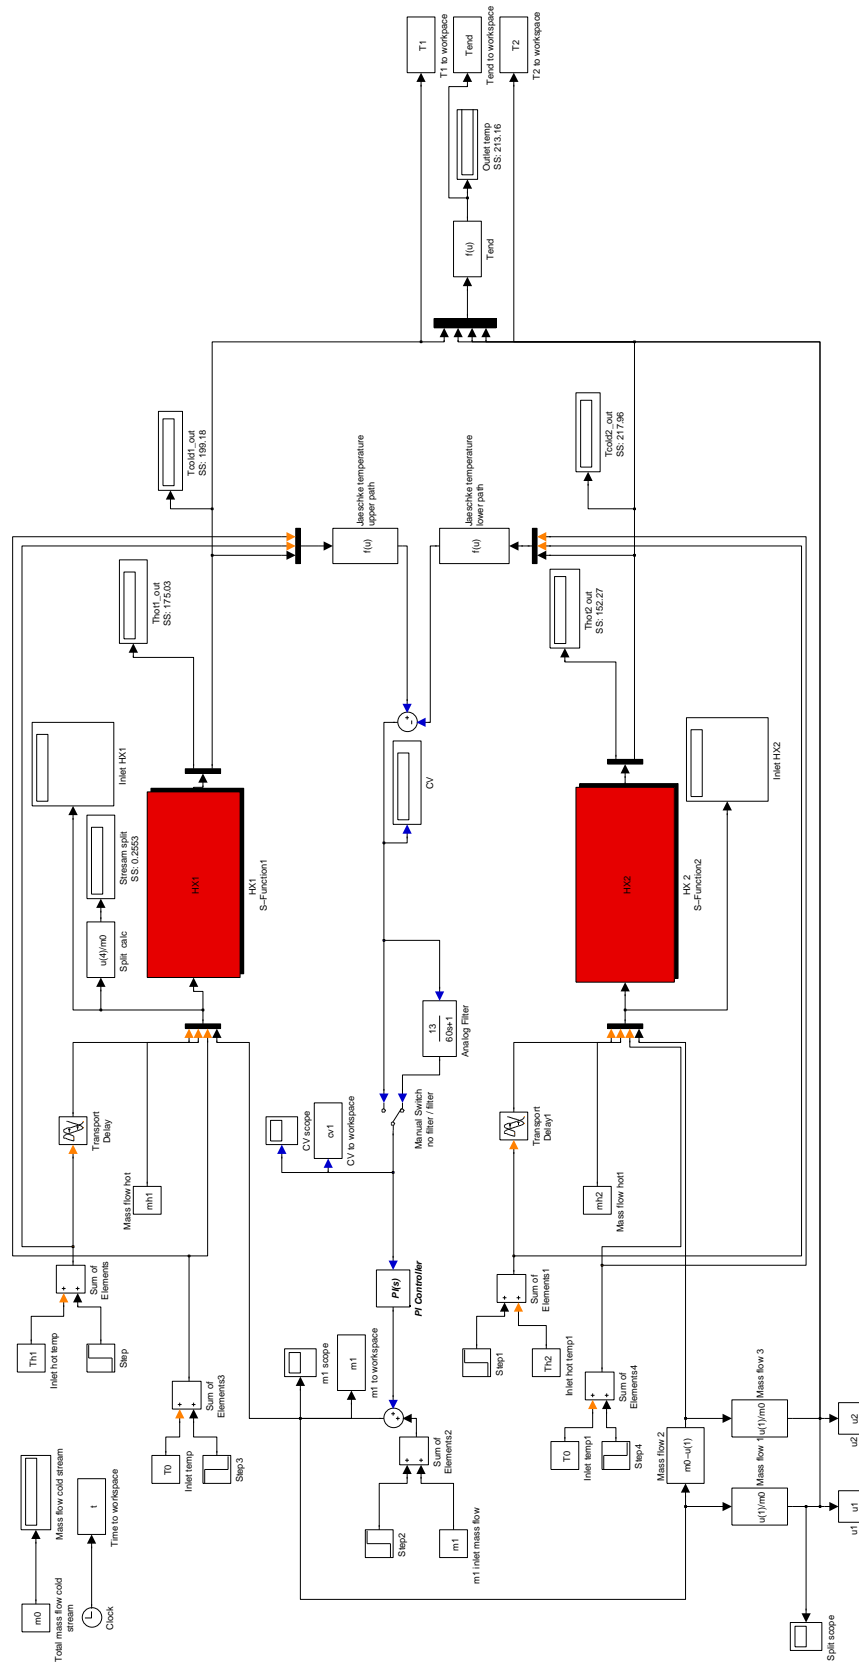 T1
T1 to workpace
Tend
Tend to workspace
T2
T2 to workspace
Outlet temp
SS: 213.16
f(u)
Tend
Tcold1_out
SS: 199.18
Tcold2_out
SS: 217.96
f(u)
Jaeschke temperature
upper path
f(u)
Jaeschke temperature
lower path
Thot1_out
SS: 175.03
Thot2 out
SS: 152.27
+
−
Inlet HX1
Stresam split
SS: 0.2553
u(4)/m0
Split calc
HX1
HX1
S−Function1
CV
HX2
HX 2
S−Function2
Inlet HX2
13
60s+1
Analog Filter
Manual Switch
no filter / filter
CV scope
cv1
CV to workspace
Transport
Delay
mh1
Mass flow hot
Transport
Delay1
mh2
Mass flow hot1
PI(s)
PI Controller
+
+
Sum of
Elements
Th1
Inlet hot temp
Step
+
+
Sum of
Elements3
T0
Inlet temp
Step3
m1 scope
m1
m1 to workspace
+
+
+
+
Sum of
Elements2
Step2
m1
m1 inlet mass flow
+
+
Sum of
Elements1
Step1
Th2
Inlet hot temp1
+
+
Sum of
Elements4
T0
Inlet temp1
Step4
m0−u(1)
Mass flow 2
u(1)/m0
Mass flow 3
u(1)/m0
Mass flow 1
u2
u2
u1
u1
Split scope
Mass flow cold stream
m0
Total mass flow cold
stream
t
Time to workspace
Clock